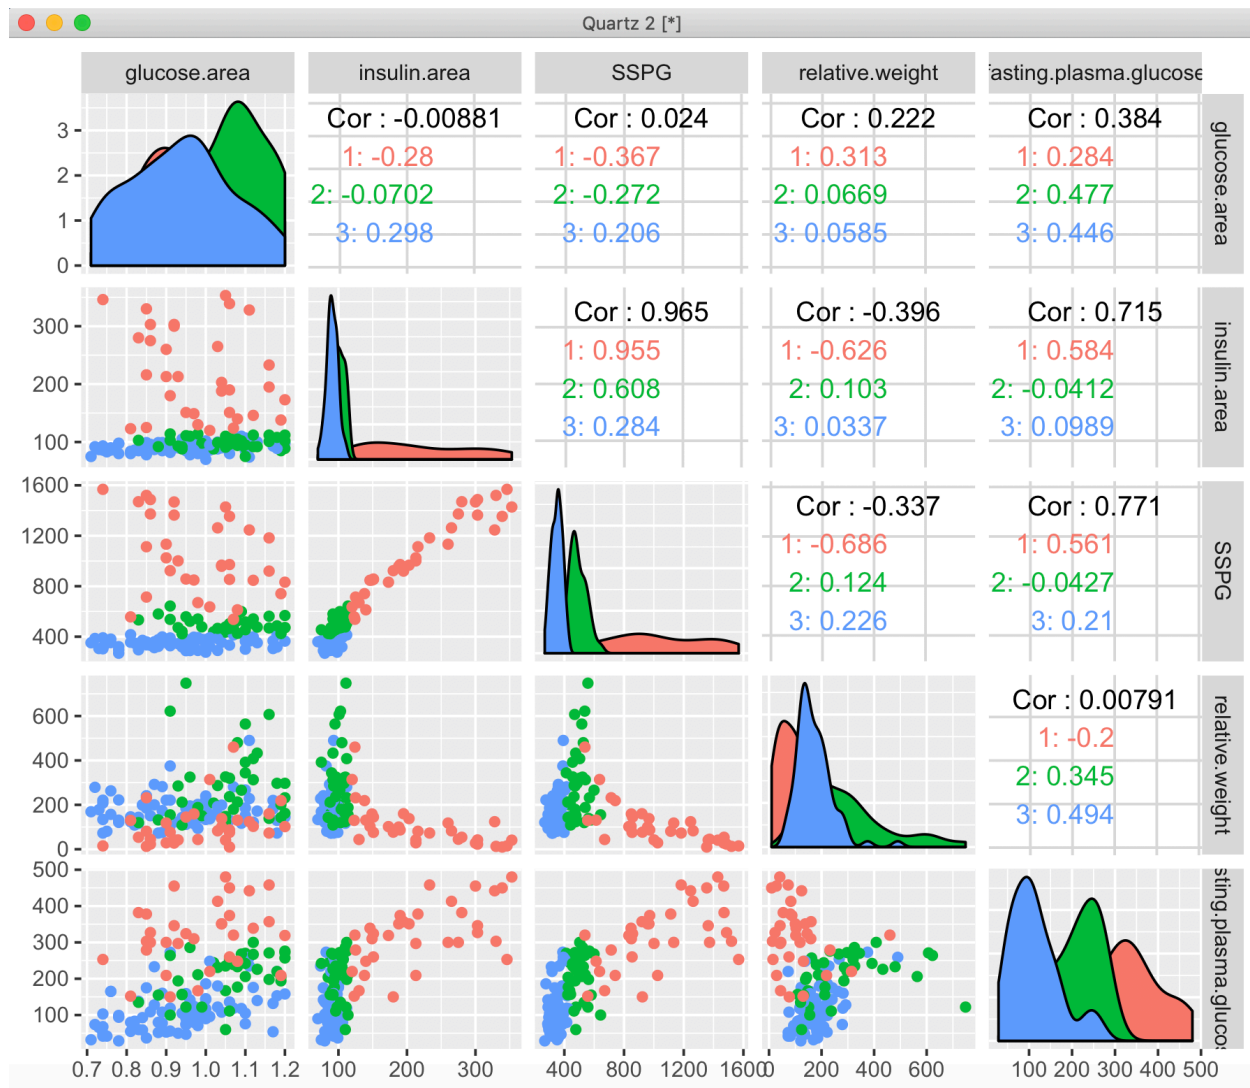 Quartz 2 [*]
glucose.area
insulin.area
SSPG
relative.weight
fasting.plasma.glucose
Cor : -0.00881
1: -0.28
2: -0.0702
3: 0.298
Cor : 0.024
1: -0.367
2: -0.272
3: 0.206
Cor : 0.222
1: 0.313
2: 0.0669
3: 0.0585
Cor : 0.384
1: 0.284
2: 0.477
3: 0.446
glucose.area
3
2
1
0
Cor : 0.965
1: 0.955
2: 0.608
3: 0.284
Cor : -0.396
1: -0.626
2: 0.103
3: 0.0337
Cor : 0.715
1: 0.584
2: -0.0412
3: 0.0989
insulin.area
300
200
100
Cor : -0.337
1: -0.686
2: 0.124
3: 0.226
Cor : 0.771
1: 0.561
2: -0.0427
3: 0.21
SSPG
1600
1200
800
400
Cor : 0.00791
1: -0.2
2: 0.345
3: 0.494
relative.weight
600
400
200
0
sting.plasma.glucos
500
400
300
200
100
0.7 0.8 0.9 1.0 1.1 1.2
100 200 300
400 800 1200 1600
0 200 400 600
100 200 300 400 500